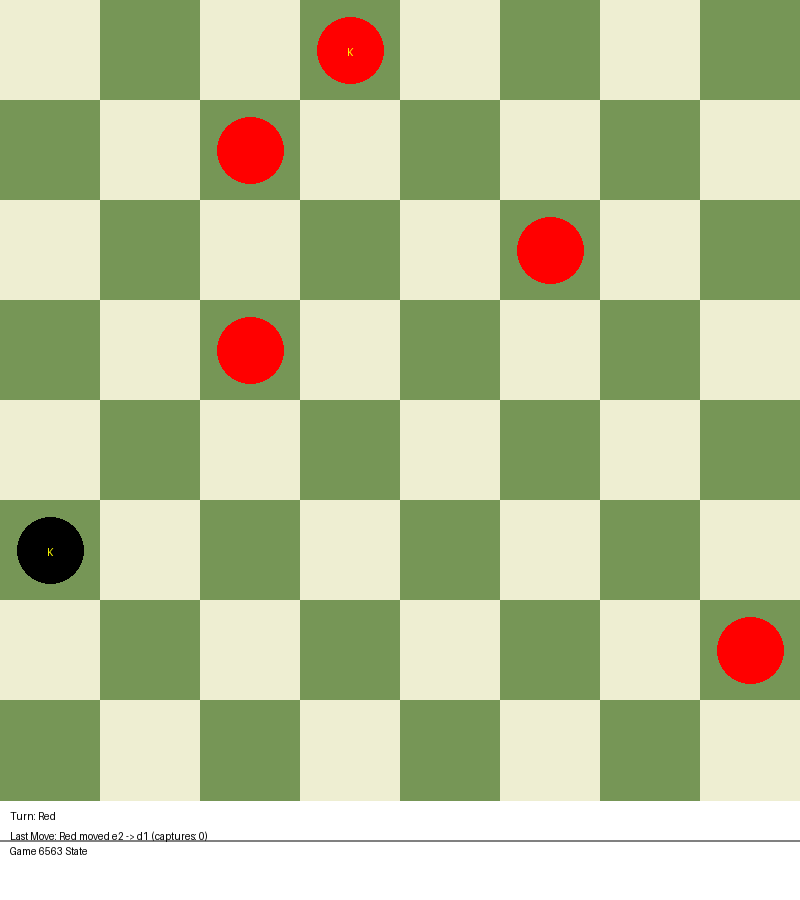 K
K
Turn: Red
Last Move: Red moved e2 -> d1 (captures: 0)
Game 6563 State